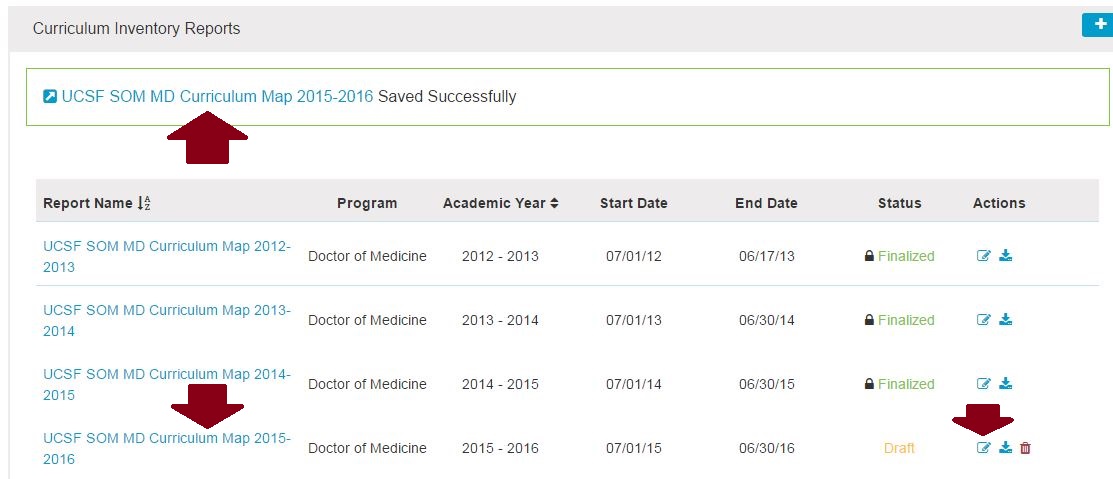 Curriculum Inventory Reports
+
UCSF SOM MD Curriculum Map 2015-2016 Saved Successfully
Report Name Program Academic Year Start Date End Date Status Actions
UCSF SOM MD Curriculum Map 2012-
2013 Doctor of Medicine 2012 - 2013 07/01/12 06/17/13 Finalized
UCSF SOM MD Curriculum Map 2013-
2014 Doctor of Medicine 2013 - 2014 07/01/13 06/30/14 Finalized
UCSF SOM MD Curriculum Map 2014-
2015 Doctor of Medicine 2014 - 2015 07/01/14 06/30/15 Finalized
UCSF SOM MD Curriculum Map 2015-
2016 Doctor of Medicine 2015 - 2016 07/01/15 06/30/16 Draft